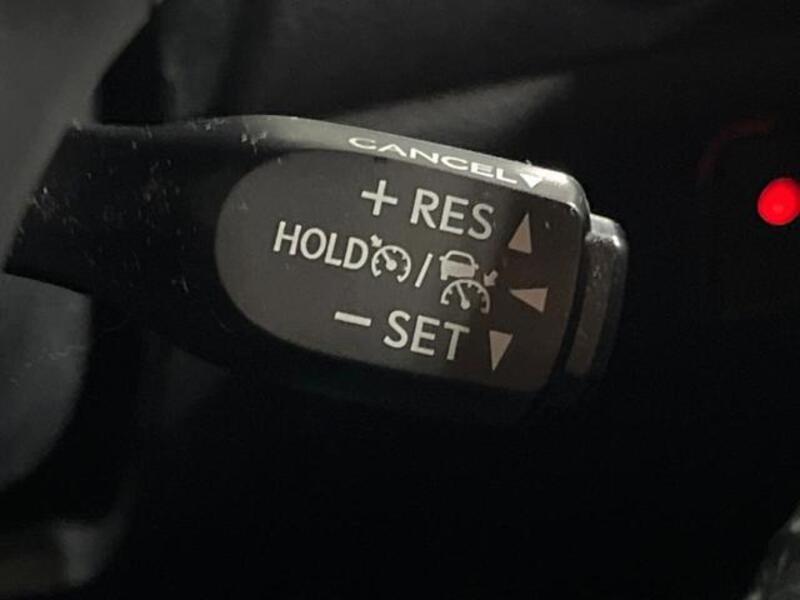 CANCEL
+ RES
HOLD /
− SET